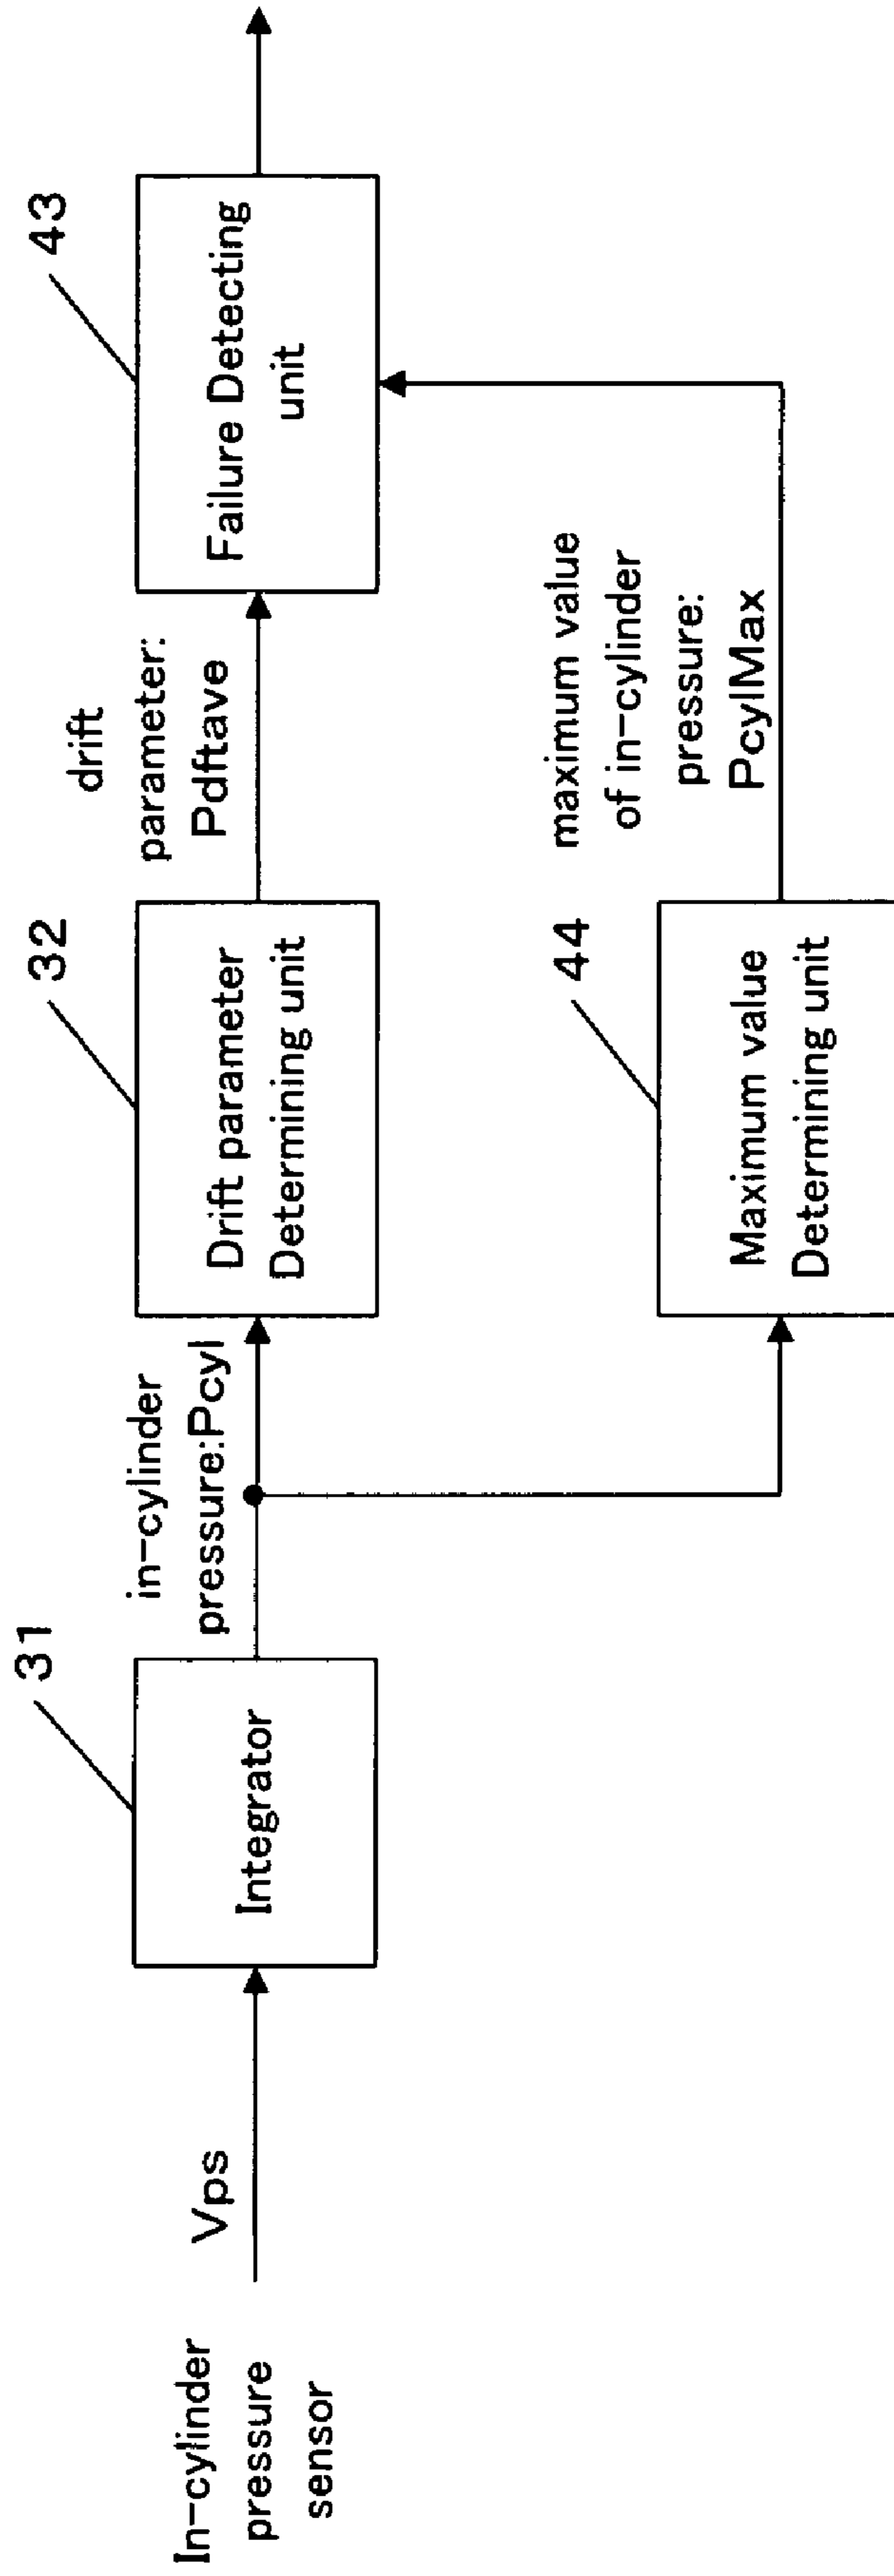 In-cylinder
pressure
sensor
Vps
31
Integrator
in-cylinder
pressure:Pcyl
32
Drift parameter
Determining unit
drift
parameter:
Pdftave
43
Failure Detecting
unit
44
Maximum value
Determining unit
maximum value
of in-cylinder
pressure:
PcylMax